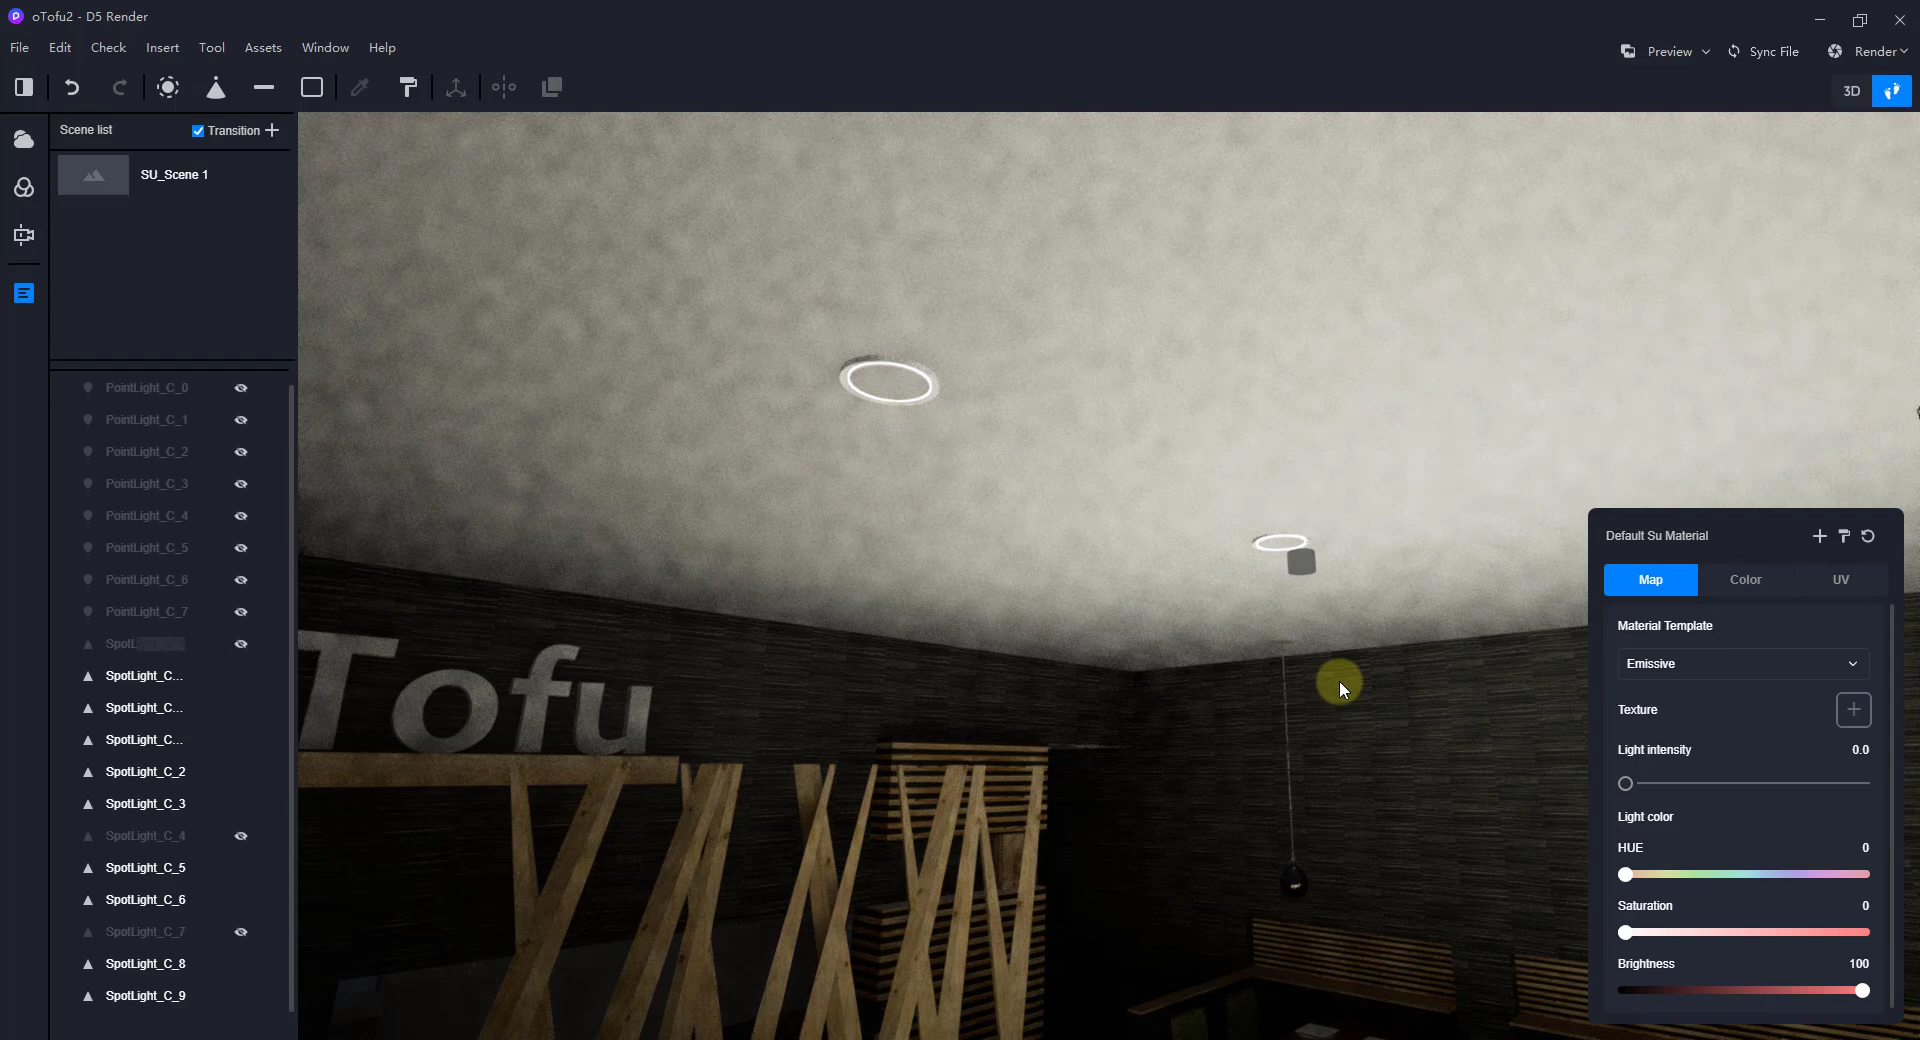 oTofu2 - D5 Render
File Edit Check Insert Tool Assets Window Help
Preview Sync File Render
3D
Scene list Transition
SU_Scene 1
PointLight_C_0
PointLight_C_1
PointLight_C_2
PointLight_C_3
PointLight_C_4
PointLight_C_5
PointLight_C_6
PointLight_C_7
SpotLight_C...
SpotLight_C...
SpotLight_C...
SpotLight_C_2
SpotLight_C_3
SpotLight_C_4
SpotLight_C_5
SpotLight_C_6
SpotLight_C_7
SpotLight_C_8
SpotLight_C_9
Tofu
Default Su Material
Map Color UV
Material Template
Emissive
Texture
Light intensity 0.0
Light color
HUE 0
Saturation 0
Brightness 100